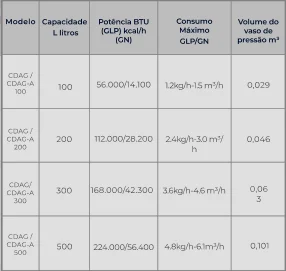 Modelo
Capacidade
L litros
Potência BTU
(GLP) kcal/h
(GN)
Consumo
Máximo
GLP/GN
Volume do
vaso de
pressão m³
CDAG /
CDAG-A
100
100
56.000/14.100
1.2kg/h-1.5 m³/h
0,029
CDAG /
CDAG-A
200
200
112.000/28.200
2.4kg/h-3.0 m³/
h
0,046
CDAG/
CDAG-A
300
300
168.000/42.300
3.6kg/h-4.6 m³/h
0,06
3
CDAG /
CDAG-A
500
500
224.000/56.400
4.8kg/h-6.1m³/h
0,101